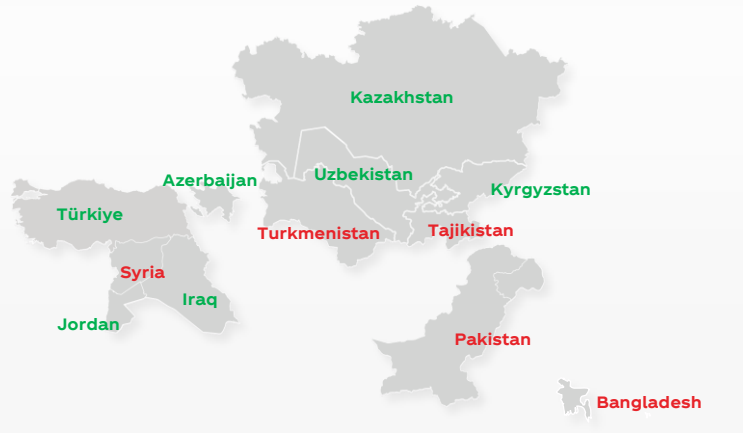 Kazakhstan
Uzbekistan
Azerbaijan
Kyrgyzstan
Türkiye
Turkmenistan
Tajikistan
Syria
Iraq
Jordan
Pakistan
Bangladesh